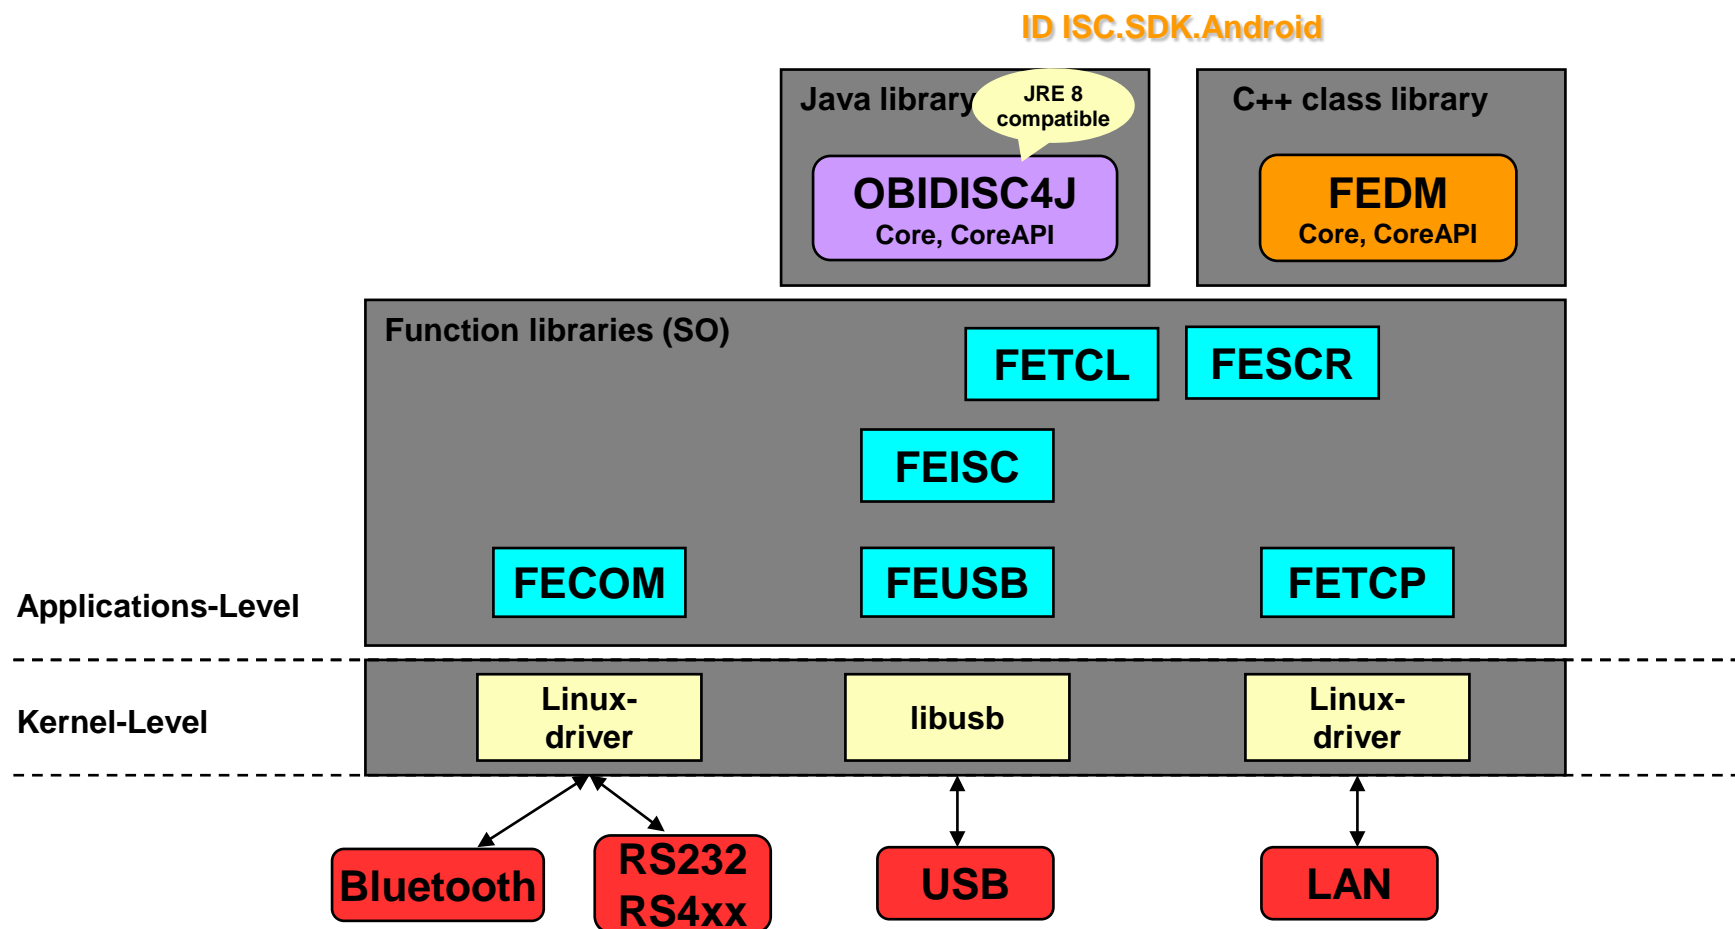 ID ISC.SDK.Android
Java library
JRE 8
compatible
C++ class library
OBIDISC4J
Core, CoreAPI
FEDM
Core, CoreAPI
Function libraries (SO)
FETCL
FESCR
FEISC
FECOM
FEUSB
FETCP
Applications-Level
Kernel-Level
Linux-
driver
libusb
Linux-
driver
Bluetooth
RS232
RS4xx
USB
LAN